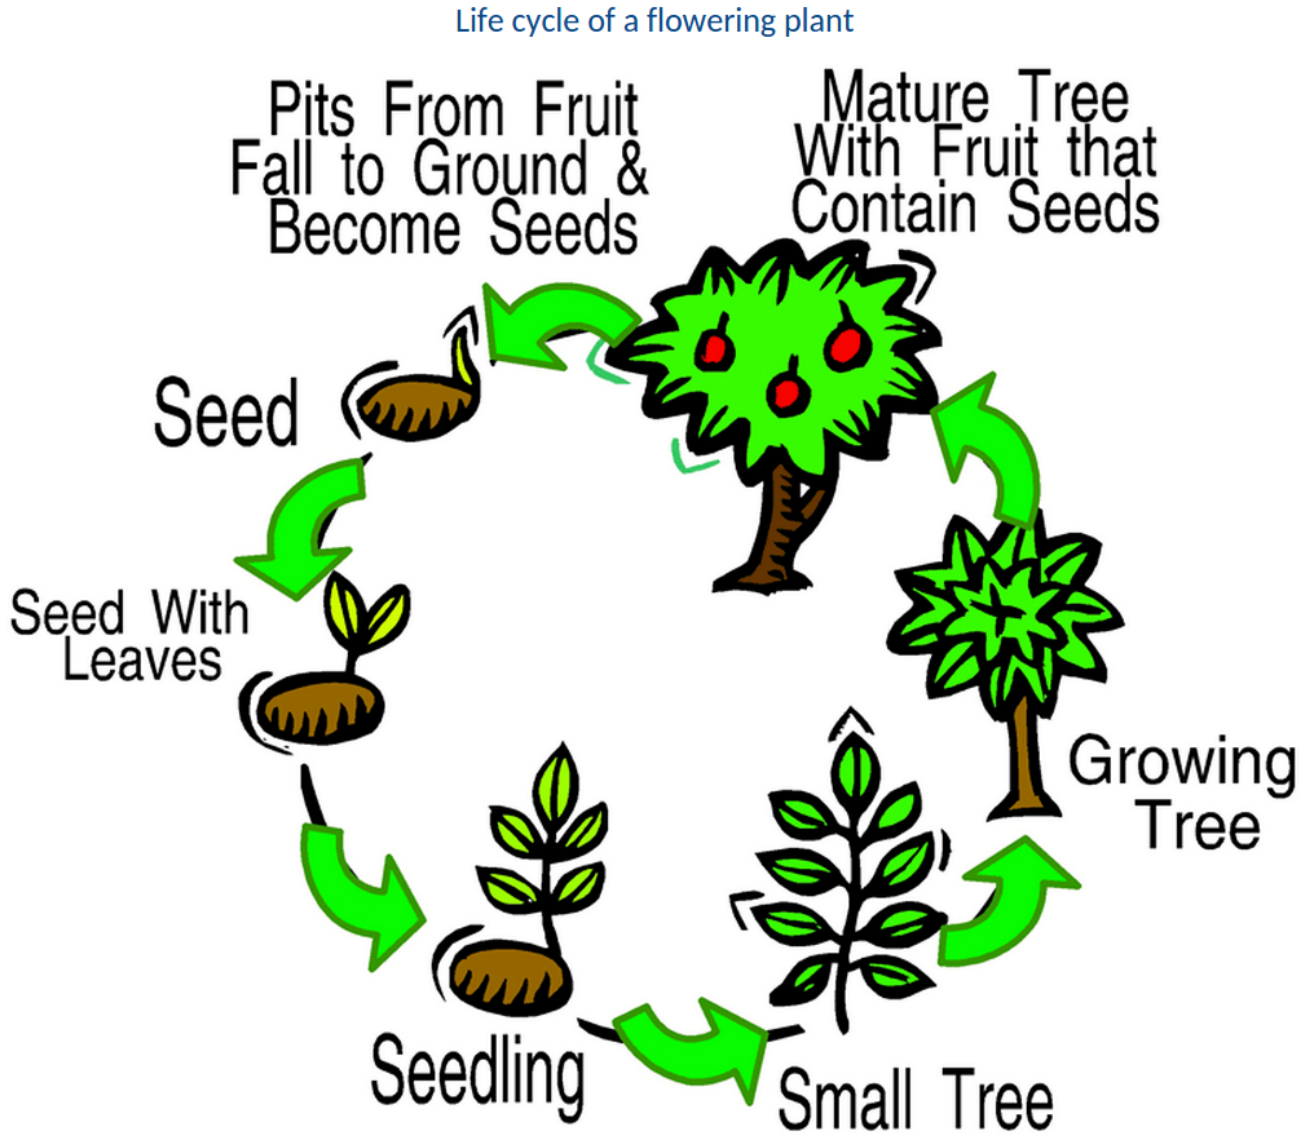 Life cycle of a flowering plant
Pits From Fruit
Fall to Ground &
Become Seeds
Mature Tree
With Fruit that
Contain Seeds
Seed
Seed With
Leaves
Growing
Tree
Seedling
Small Tree